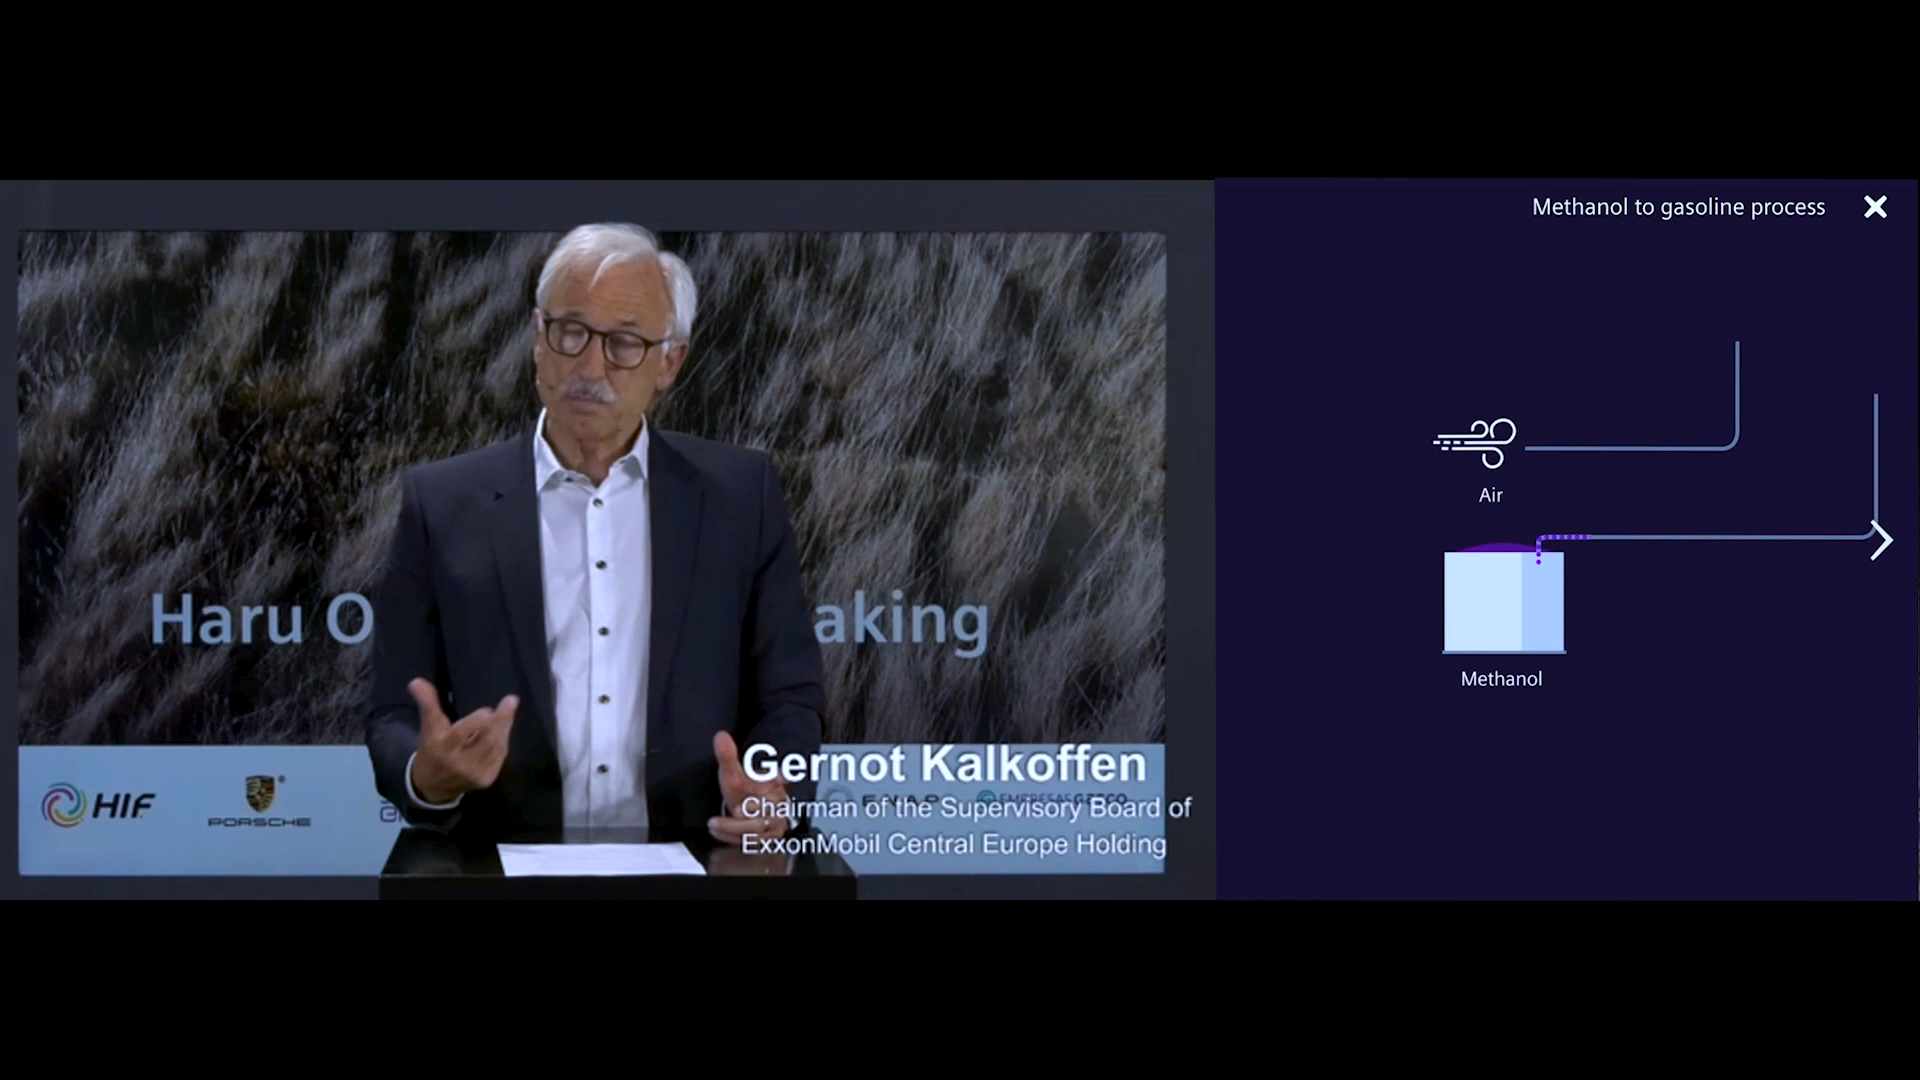 Methanol to gasoline process
Air
Methanol
Haru O
aking
HIF
PORSCHE
Gernot Kalkoffen
Chairman of the Supervisory Board of
ExxonMobil Central Europe Holding